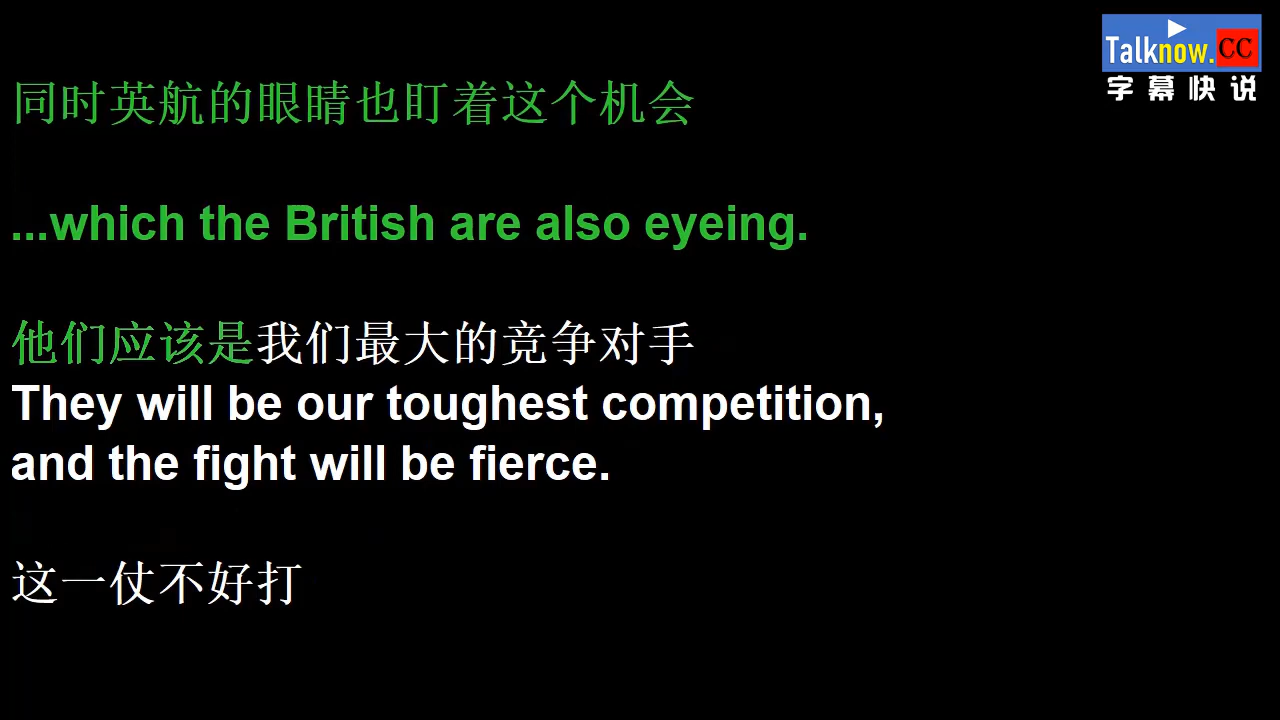 Talknow.CC
字幕快说
同时英航的眼睛也盯着这个机会
...which the British are also eyeing.
他们应该是我们最大的竞争对手
They will be our toughest competition,
and the fight will be fierce.
这一仗不好打